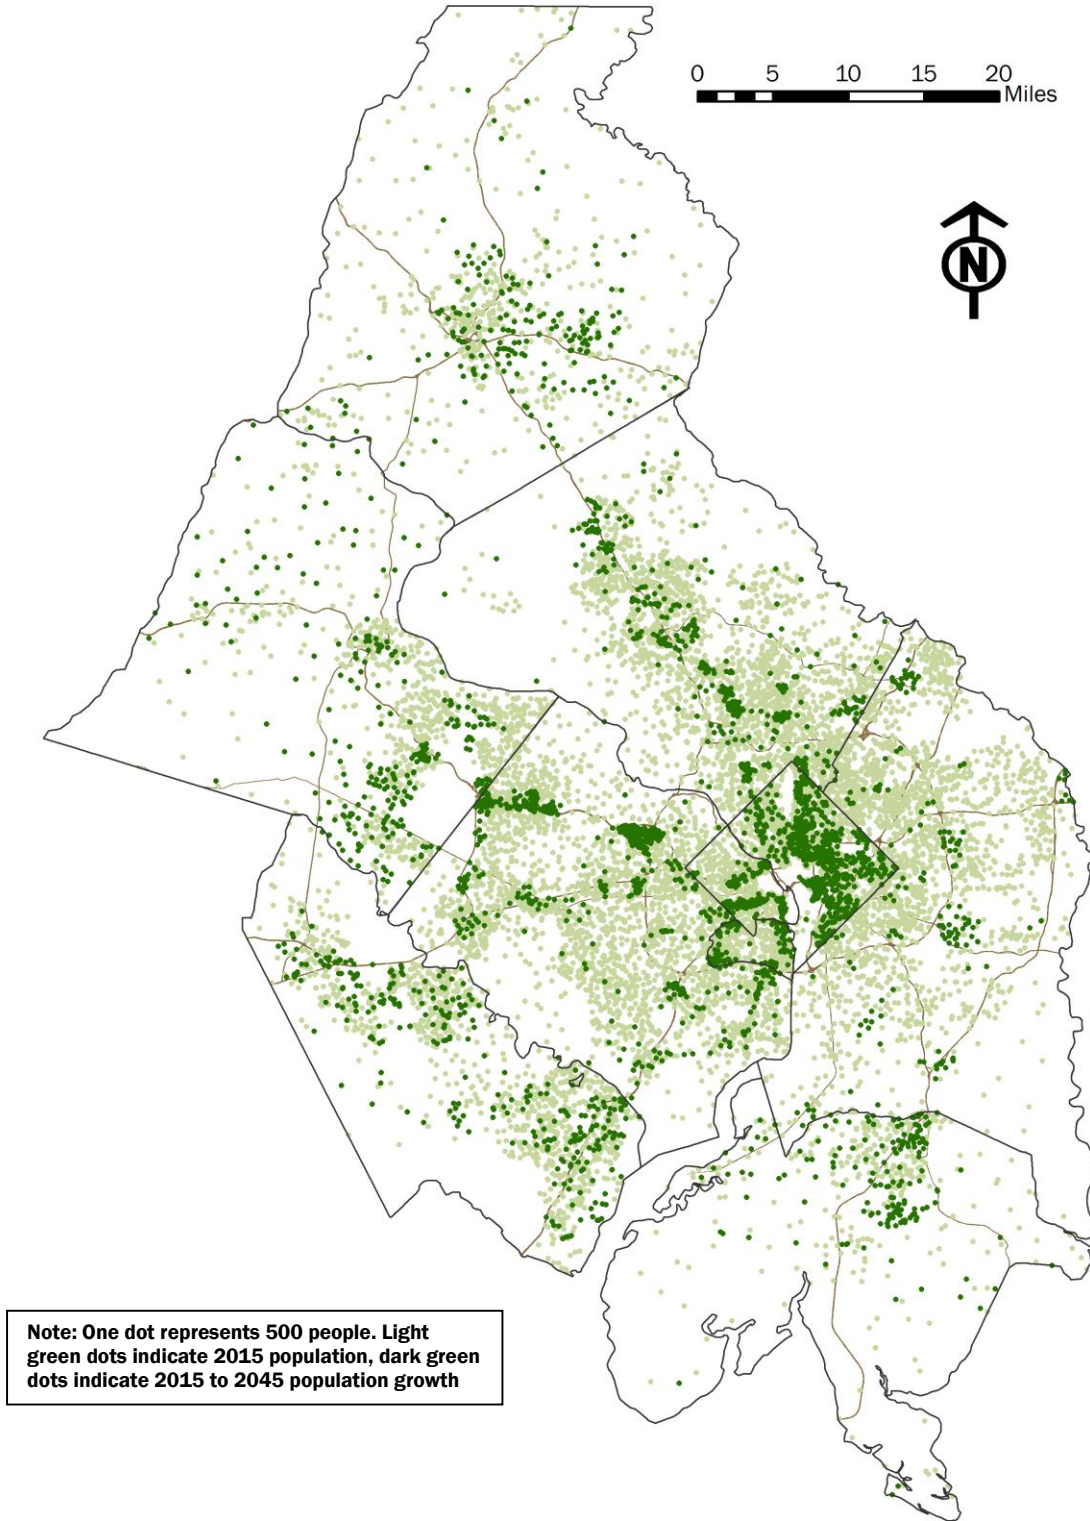 0 5 10 15 20
Miles
N
Note: One dot represents 500 people. Light
green dots indicate 2015 population, dark green
dots indicate 2015 to 2045 population growth